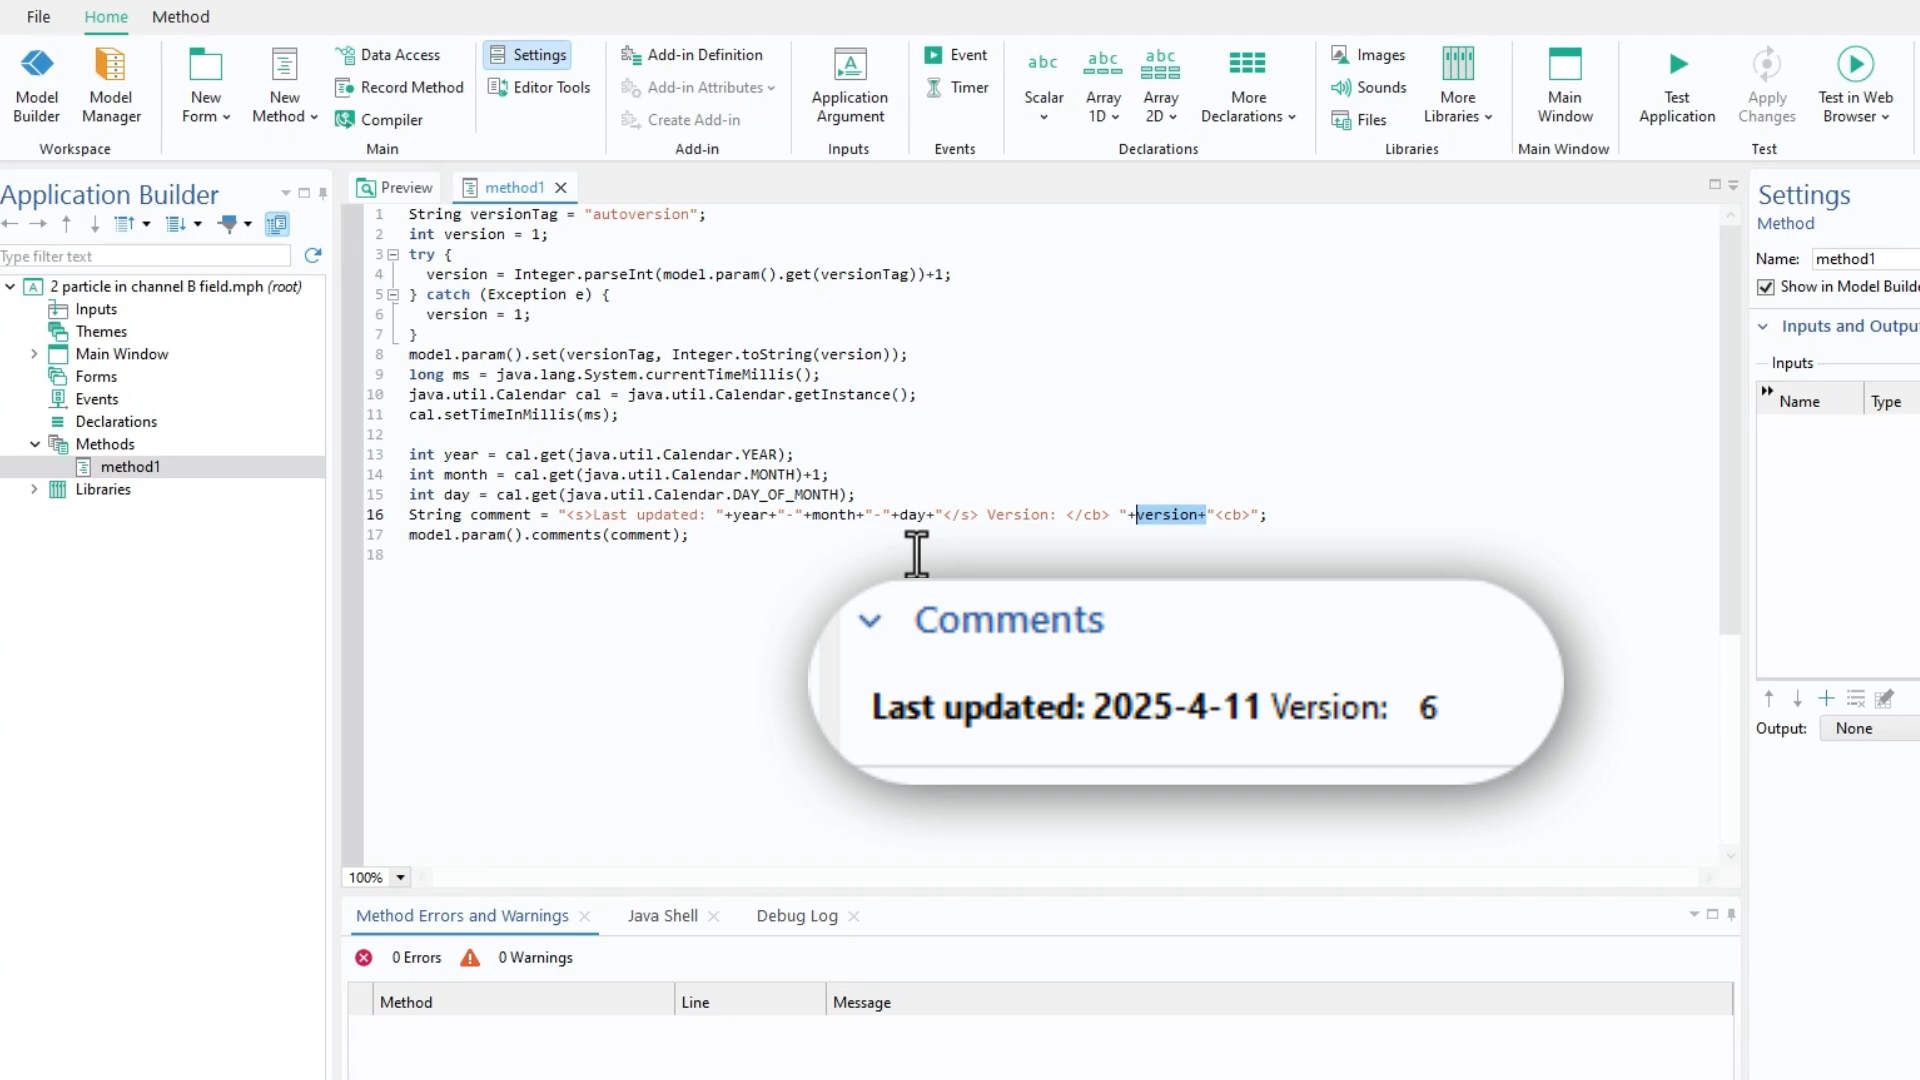 File Home Method
Model Builder
Model Manager
Workspace
New Form
New Method
Data Access
Record Method
Compiler
Main
Settings
Editor Tools
Add-in Definition
Add-in Attributes
Create Add-in
Add-in
Application Argument
Inputs
Event
Timer
Events
abc
Scalar
abc
Array 1D
abc
Array 2D
More Declarations
Declarations
Images
Sounds
Files
More Libraries
Libraries
Main Window
Main Window
Test Application
Apply Changes
Test in Web Browser
Test
Application Builder
Type filter text
2 particle in channel B field.mph (root)
Inputs
Themes
Main Window
Forms
Events
Declarations
Methods
method1
Libraries
Preview method1
1 String versionTag = "autoversion";
2 int version = 1;
3 try {
4 version = Integer.parseInt(model.param().get(versionTag))+1;
5 } catch (Exception e) {
6 version = 1;
7 }
8 model.param().set(versionTag, Integer.toString(version));
9 long ms = java.lang.System.currentTimeMillis();
10 java.util.Calendar cal = java.util.Calendar.getInstance();
11 cal.setTimeInMillis(ms);
12
13 int year = cal.get(java.util.Calendar.YEAR);
14 int month = cal.get(java.util.Calendar.MONTH)+1;
15 int day = cal.get(java.util.Calendar.DAY_OF_MONTH);
16 String comment = "<s>Last updated: "+year+"-"+month+"-"+day+"</s> Version: </cb> "+version+"<cb>";
17 model.param().comments(comment);
18
Comments
Last updated: 2025-4-11 Version: 6
100%
Method Errors and Warnings Java Shell Debug Log
0 Errors 0 Warnings
Method Line Message
Settings
Method
Name: method1
Show in Model Builde
Inputs and Outpu
Inputs
Name Type
Output: None